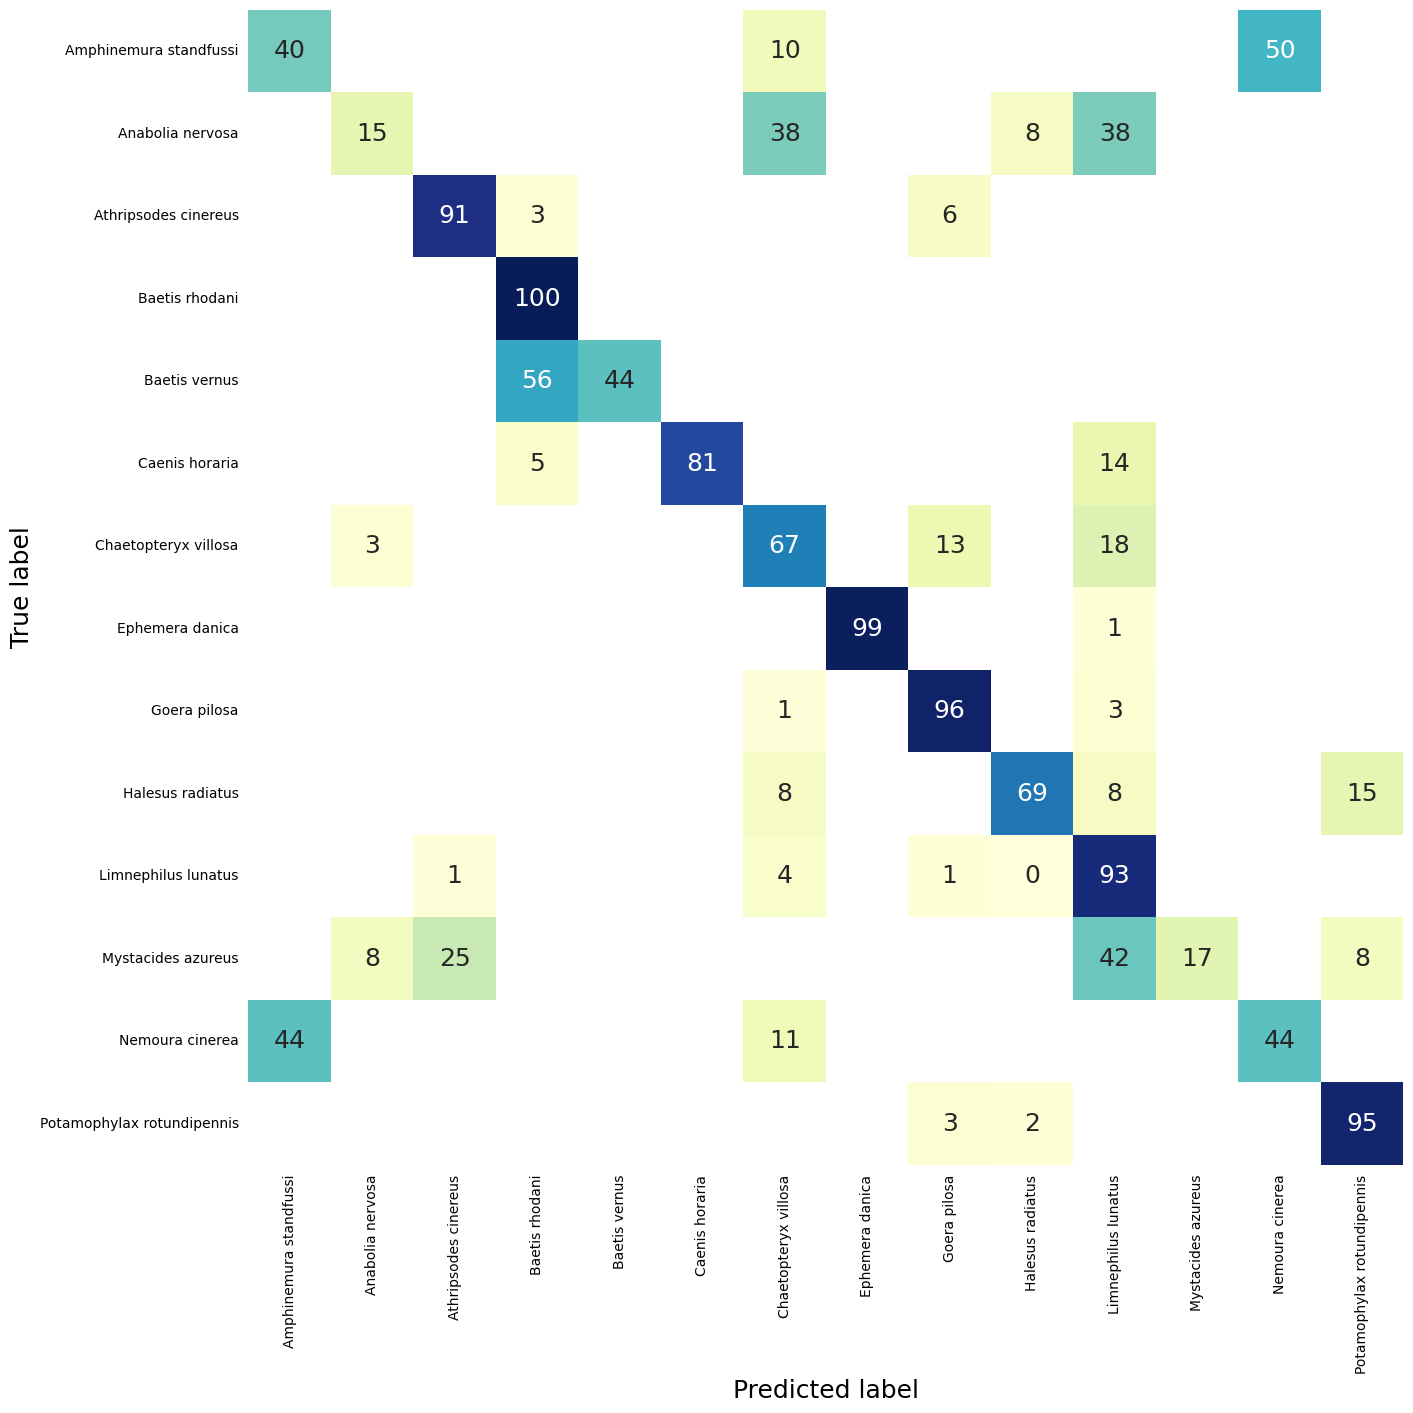 Amphinemura standfussi 40 10 50
Anabolia nervosa 15 38 8 38
Athripsodes cinereus 91 3 6
Baetis rhodani 100
Baetis vernus 56 44
Caenis horaria 5 81 14
Chaetopteryx villosa 3 67 13 18
Ephemera danica 99 1
Goera pilosa 1 96 3
Halesus radiatus 8 69 8 15
Limnephilus lunatus 1 4 1 0 93
Mystacides azureus 8 25 42 17 8
Nemoura cinerea 44 11 44
Potamophylax rotundipennis 3 2 95
True label
Amphinemura standfussi
Anabolia nervosa
Athripsodes cinereus
Baetis rhodani
Baetis vernus
Caenis horaria
Chaetopteryx villosa
Ephemera danica
Goera pilosa
Halesus radiatus
Limnephilus lunatus
Mystacides azureus
Nemoura cinerea
Potamophylax rotundipennis
Predicted label